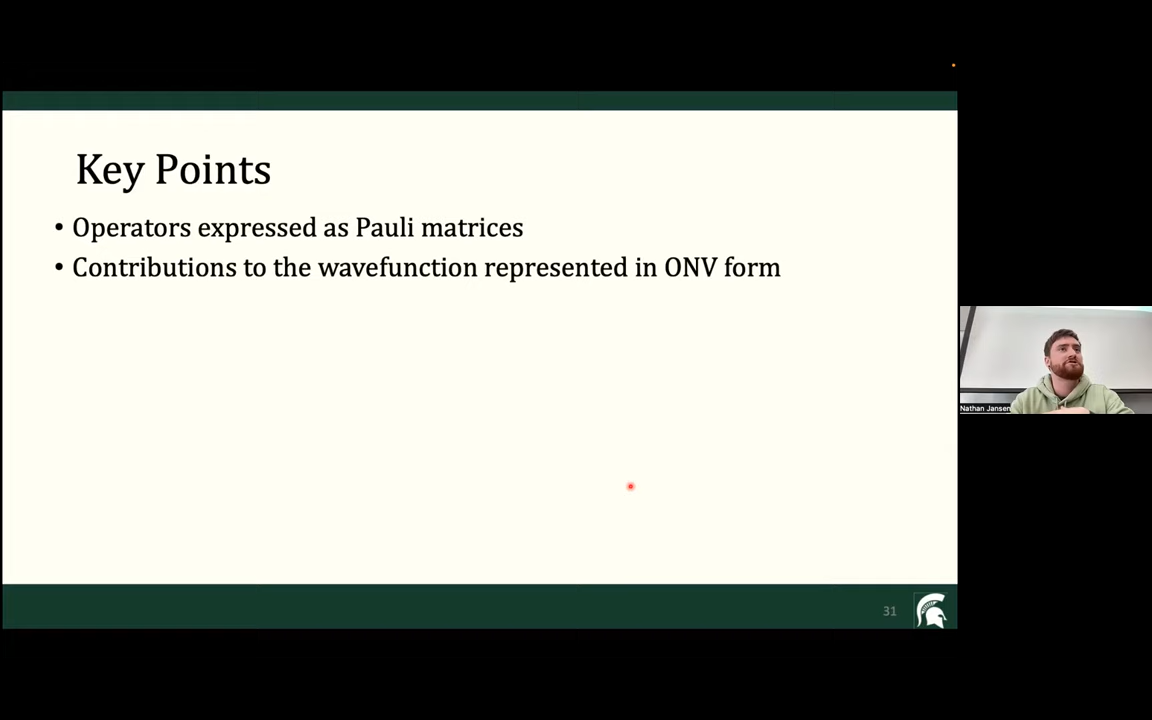 Key Points
• Operators expressed as Pauli matrices
• Contributions to the wavefunction represented in ONV form
Nathan Jansen
31